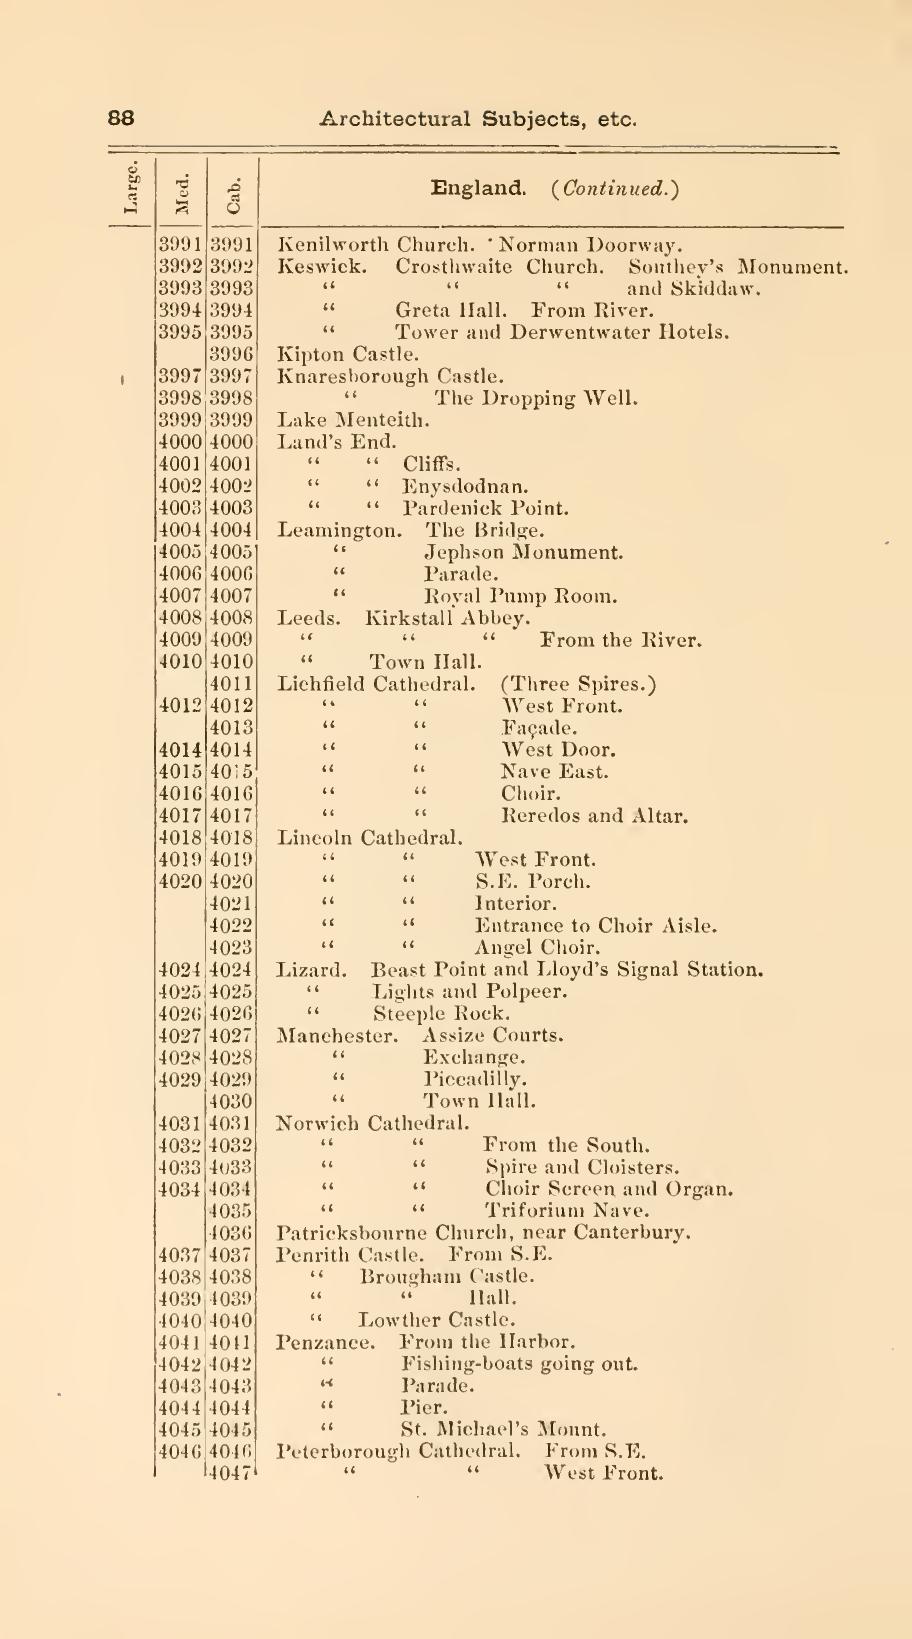 88 Architectural Subjects, etc.
Large. Med. Cab. England. (Continued.)
3991 3991 Kenilworth Church. Norman Doorway.
3992 3992 Keswick. Crosthwaite Church. Southey's Monument.
3993 3993 “ “ “ and Skiddaw.
3994 3994 “ Greta Hall. From River.
3995 3995 “ Tower and Derwentwater Hotels.
3996 Kipton Castle.
3997 3997 Knaresborough Castle.
3998 3998 “ The Dropping Well.
3999 3999 Lake Menteith.
4000 4000 Land's End.
4001 4001 “ “ Cliffs.
4002 4002 “ “ Enysdodnan.
4003 4003 “ “ Pardenick Point.
4004 4004 Leamington. The Bridge.
4005 4005 “ Jephson Monument.
4006 4006 “ Parade.
4007 4007 “ Royal Pump Room.
4008 4008 Leeds. Kirkstall Abbey.
4009 4009 “ “ “ From the River.
4010 4010 “ Town Hall.
4011 Lichfield Cathedral. (Three Spires.)
4012 4012 “ “ West Front.
4013 “ “ Façade.
4014 4014 “ “ West Door.
4015 4015 “ “ Nave East.
4016 4016 “ “ Choir.
4017 4017 “ “ Reredos and Altar.
4018 4018 Lincoln Cathedral.
4019 4019 “ “ West Front.
4020 4020 “ “ S.E. Porch.
4021 “ “ Interior.
4022 “ “ Entrance to Choir Aisle.
4023 “ “ Angel Choir.
4024 4024 Lizard. Beast Point and Lloyd's Signal Station.
4025 4025 “ Lights and Polpeer.
4026 4026 “ Steeple Rock.
4027 4027 Manchester. Assize Courts.
4028 4028 “ Exchange.
4029 4029 “ Piccadilly.
4030 “ Town Hall.
4031 4031 Norwich Cathedral.
4032 4032 “ “ From the South.
4033 4033 “ “ Spire and Cloisters.
4034 4034 “ “ Choir Screen and Organ.
4035 “ “ Triforium Nave.
4036 Patricksbourne Church, near Canterbury.
4037 4037 Penrith Castle. From S.E.
4038 4038 “ Brougham Castle.
4039 4039 “ “ Hall.
4040 4040 “ Lowther Castle.
4041 4041 Penzance. From the Harbor.
4042 4042 “ Fishing-boats going out.
4043 4043 “ Parade.
4044 4044 “ Pier.
4045 4045 “ St. Michael's Mount.
4046 4046 Peterborough Cathedral. From S.E.
4047 “ “ West Front.